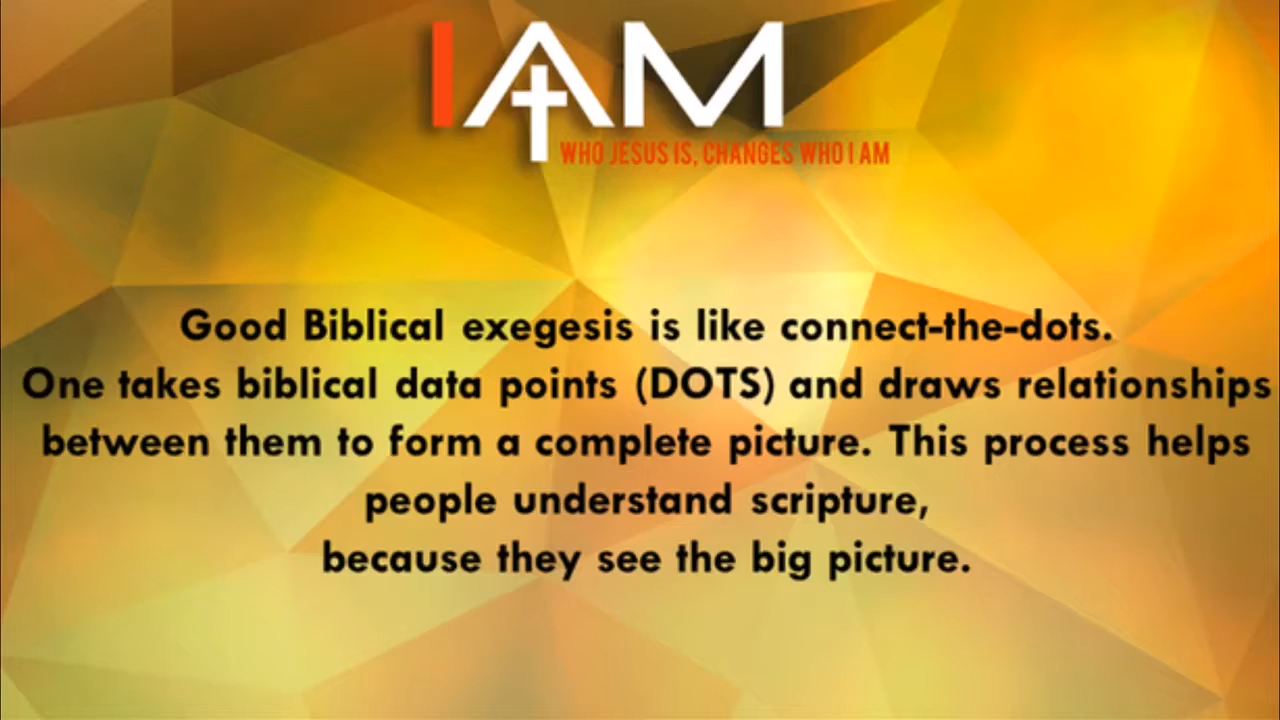 I AM
WHO JESUS IS, CHANGES WHO I AM
Good Biblical exegesis is like connect-the-dots.
One takes biblical data points (DOTS) and draws relationships
between them to form a complete picture. This process helps
people understand scripture,
because they see the big picture.